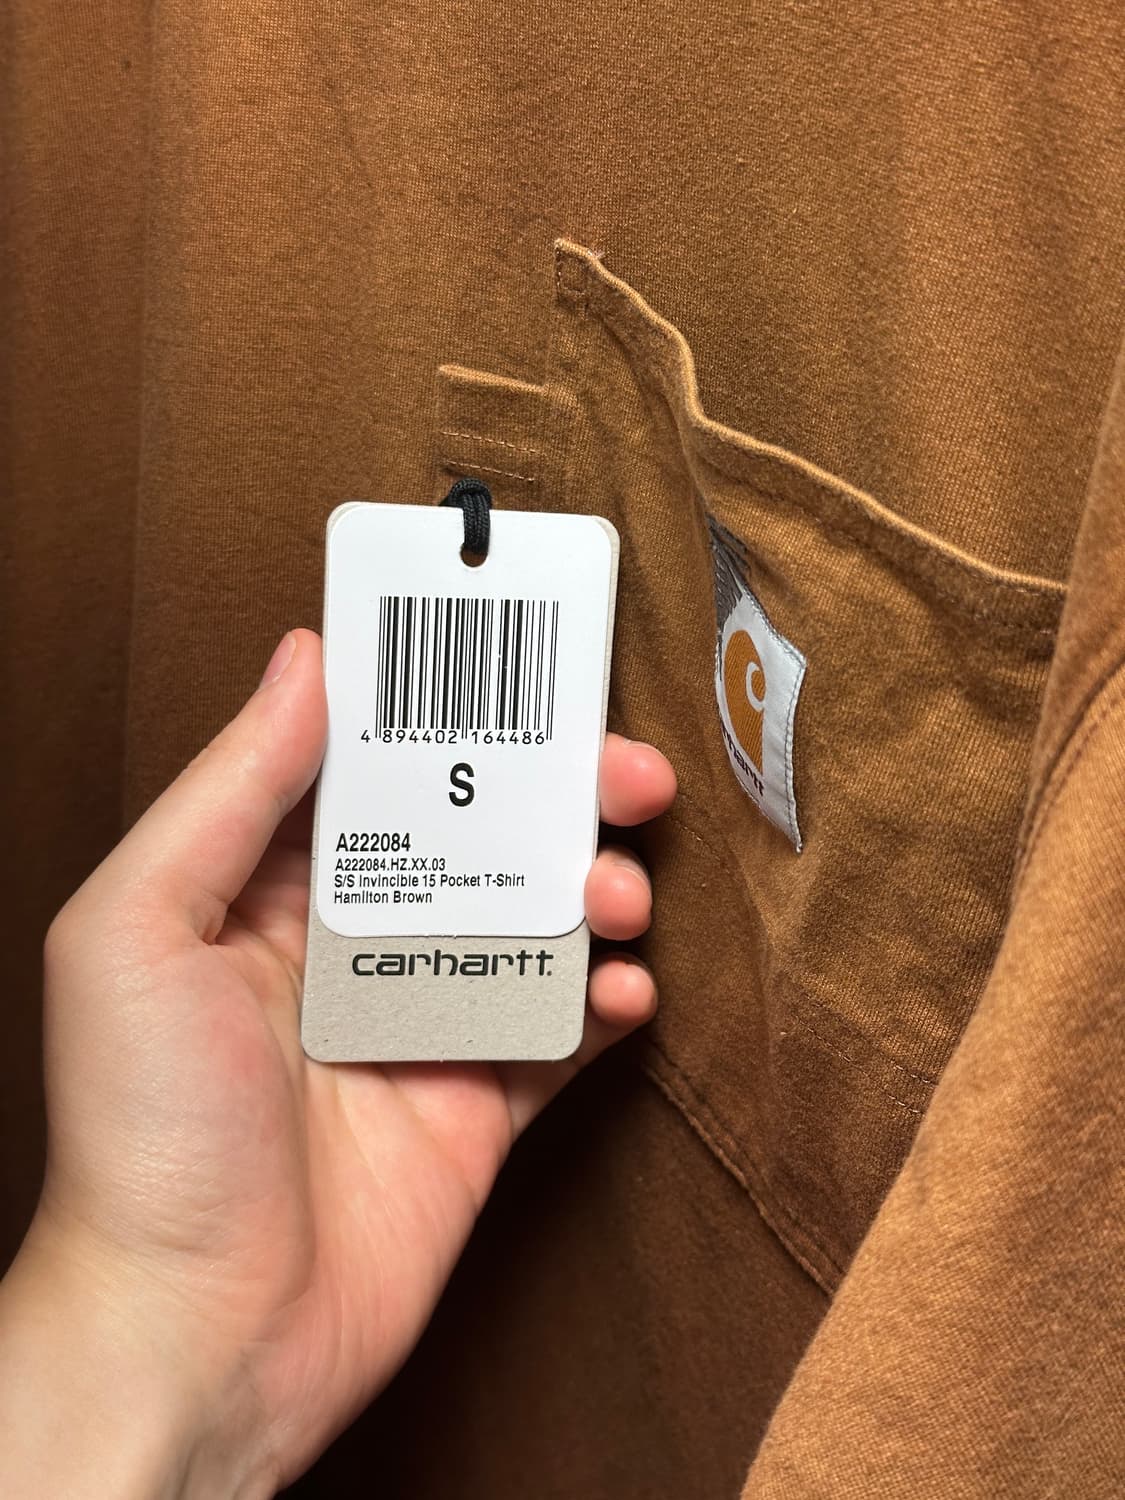 4 894402 164486
S
A222084
A222084.HZ.XX.03
S/S Invincible 15 Pocket T-Shirt
Hamilton Brown
carhartt.